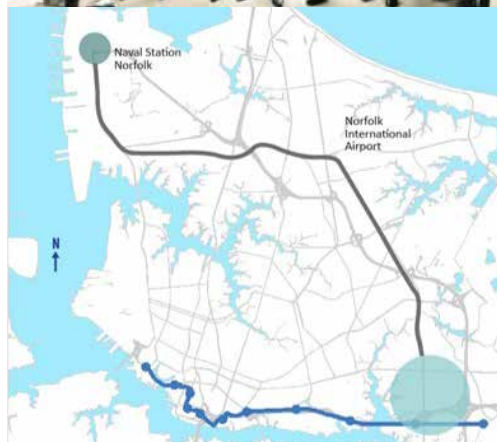 Naval Station
Norfolk
Norfolk
International
Airport
N